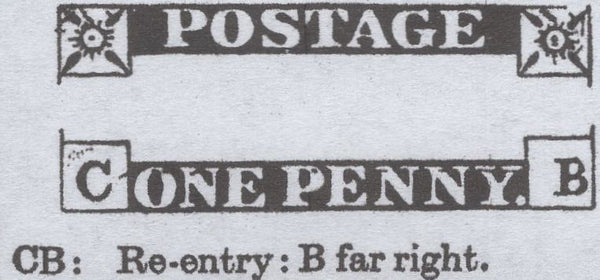 POSTAGE
C ONE PENNY. B
CB: Re-entry: B far right.